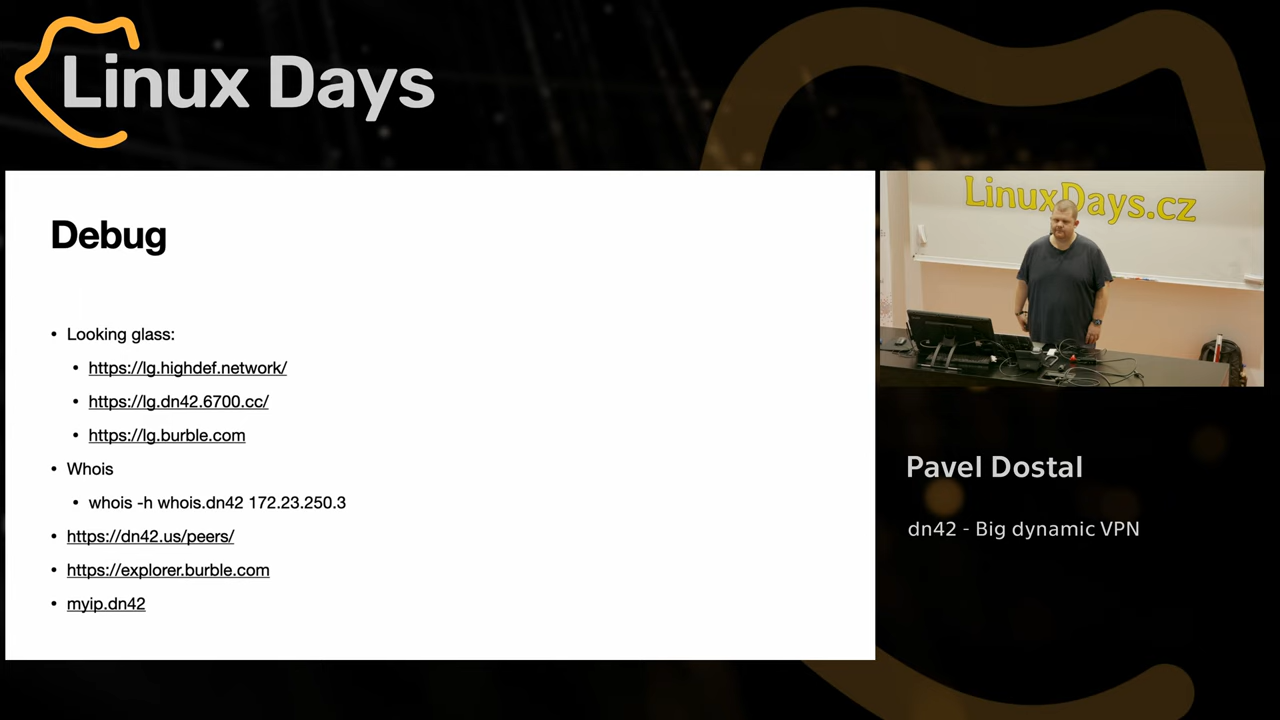 Linux Days
Debug
• Looking glass:
• https://lg.highdef.network/
• https://lg.dn42.6700.cc/
• https://lg.burble.com
• Whois
• whois -h whois.dn42 172.23.250.3
• https://dn42.us/peers/
• https://explorer.burble.com
• myip.dn42
LinuxDays.cz
Pavel Dostal
dn42 - Big dynamic VPN